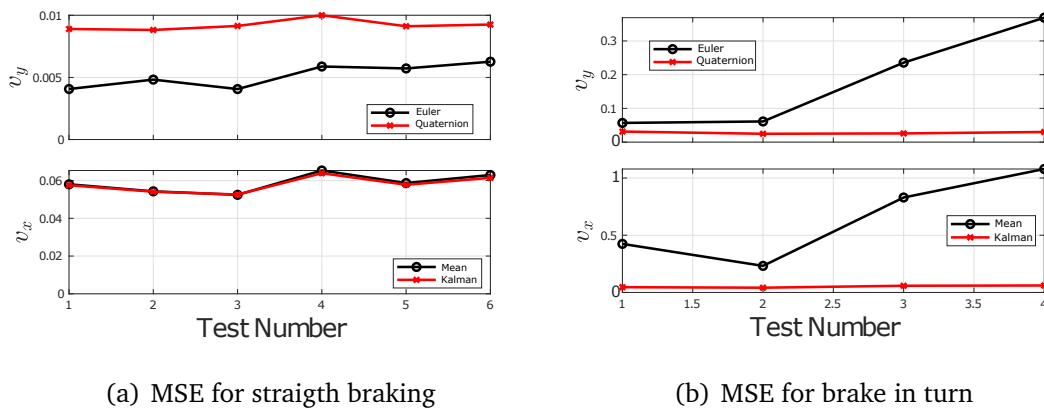 0.01
0.005
0
v_y
Euler
Quaternion
0.06
0.04
0.02
0
v_x
Mean
Kalman
1 2 3 4 5 6
Test Number
(a) MSE for straigth braking
0.3
0.2
0.1
0
v_y
Euler
Quaternion
1
0.5
0
v_x
Mean
Kalman
1 1.5 2 2.5 3 3.5 4
Test Number
(b) MSE for brake in turn